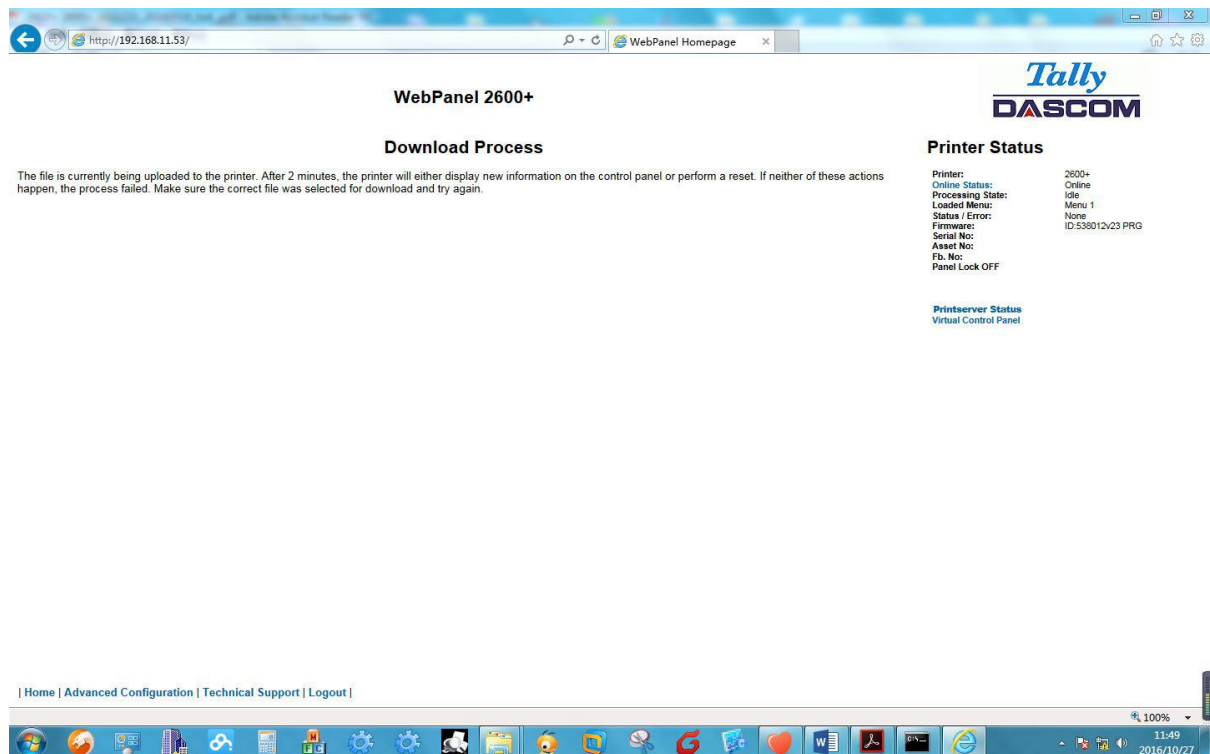 http://192.168.11.53/
WebPanel Homepage
WebPanel 2600+
Tally
DASCOM
Download Process
The file is currently being uploaded to the printer. After 2 minutes, the printer will either display new information on the control panel or perform a reset. If neither of these actions
happen, the process failed. Make sure the correct file was selected for download and try again.
Printer Status
Printer: 2600+
Online Status: Online
Processing State: Idle
Loaded Menu: Menu 1
Status / Error: None
Firmware: ID:538012v23 PRG
Serial No:
Asset No:
Fb. No:
Panel Lock OFF
Printserver Status
Virtual Control Panel
| Home | Advanced Configuration | Technical Support | Logout |
100%
11:49
2016/10/27